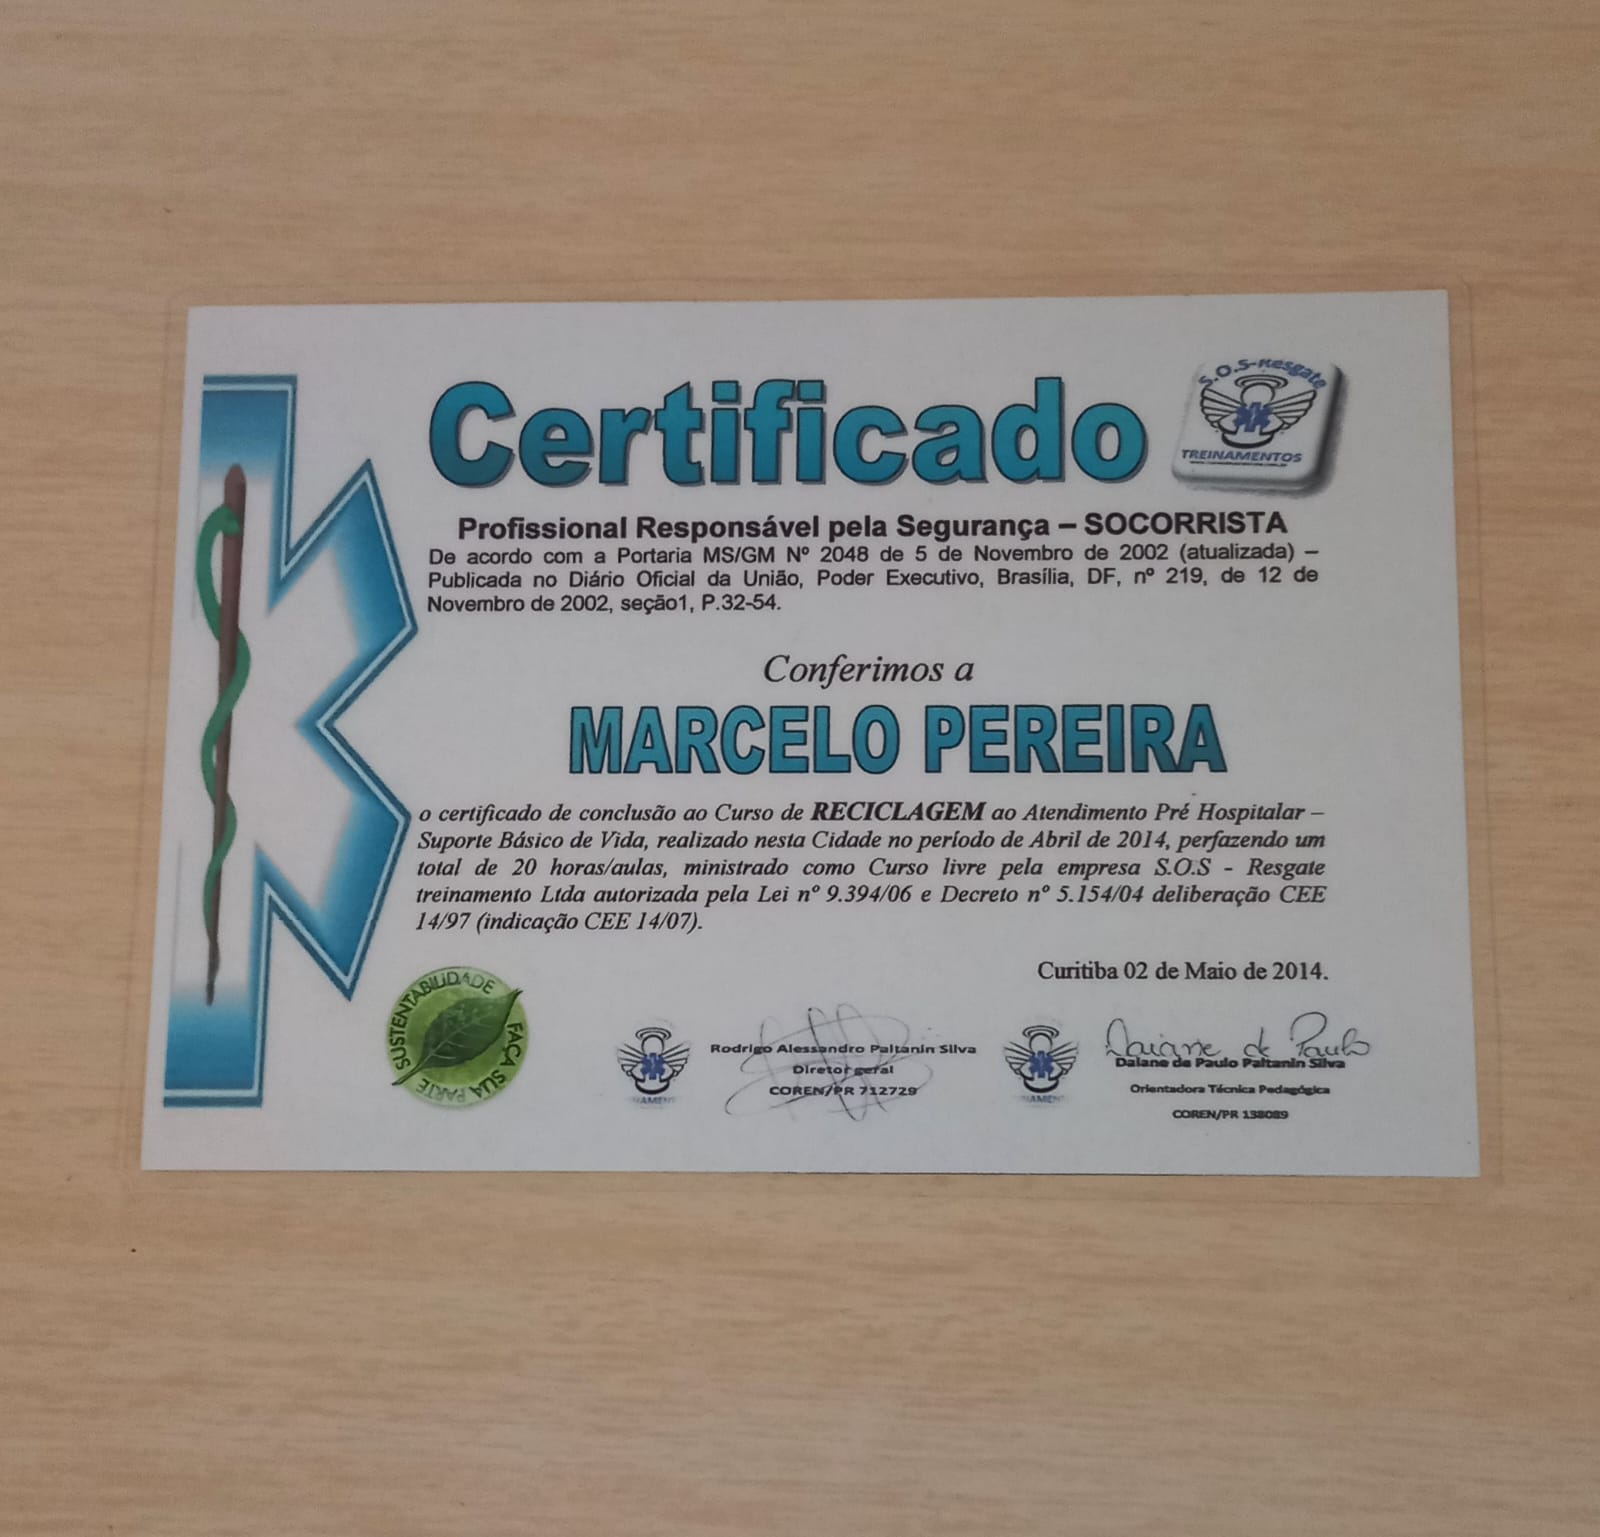 Certificado
S.O.S-Resgate
TREINAMENTOS
Profissional Responsável pela Segurança – SOCORRISTA
De acordo com a Portaria MS/GM Nº 2048 de 5 de Novembro de 2002 (atualizada) –
Publicada no Diário Oficial da União, Poder Executivo, Brasília, DF, nº 219, de 12 de
Novembro de 2002, seção1, P.32-54.
Conferimos a
MARCELO PEREIRA
o certificado de conclusão ao Curso de RECICLAGEM ao Atendimento Pré Hospitalar –
Suporte Básico de Vida, realizado nesta Cidade no período de Abril de 2014, perfazendo um
total de 20 horas/aulas, ministrado como Curso livre pela empresa S.O.S - Resgate
treinamento Ltda autorizada pela Lei nº 9.394/06 e Decreto nº 5.154/04 deliberação CEE
14/97 (indicação CEE 14/07).
Curitiba 02 de Maio de 2014.
SUSTENTABILIDADE
FAÇA SUA PARTE
Rodrigo Alessandro Paltanin Silva
Diretor geral
COREN/PR 712729
Daiane de Paulo
Daiane de Paulo Paltanin Silva
Orientadora Técnica Pedagógica
COREN/PR 138089